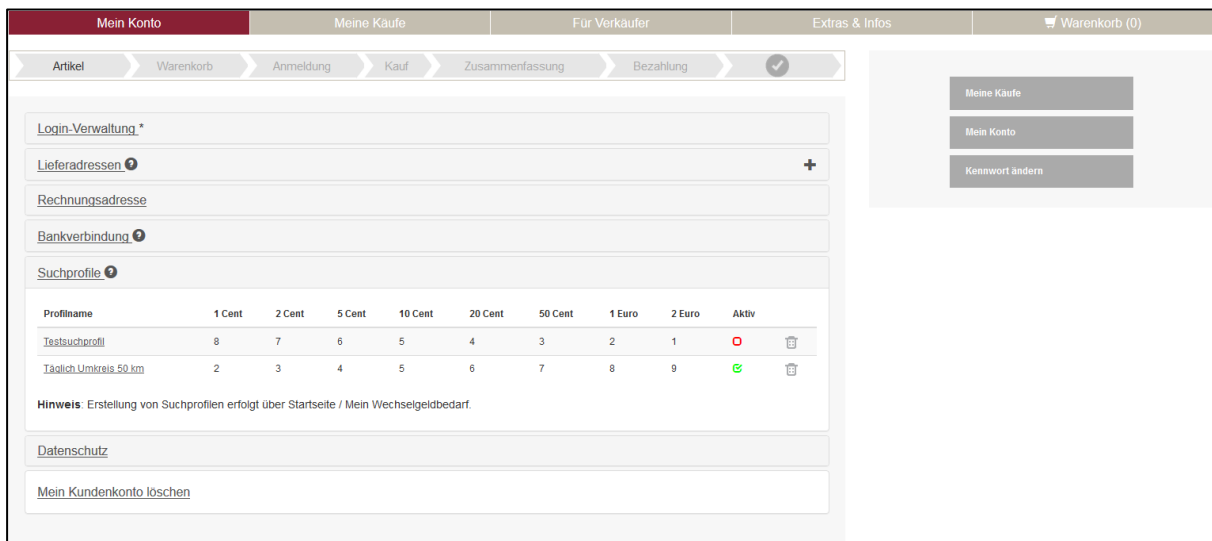 Mein Konto Meine Käufe Für Verkäufer Extras & Infos Warenkorb (0)
Artikel Warenkorb Anmeldung Kauf Zusammenfassung Bezahlung
Meine Käufe
Mein Konto
Kennwort ändern
Login-Verwaltung *
Lieferadressen
Rechnungsadresse
Bankverbindung
Suchprofile
Profilname 1 Cent 2 Cent 5 Cent 10 Cent 20 Cent 50 Cent 1 Euro 2 Euro Aktiv
Testsuchprofil 8 7 6 5 4 3 2 1
Täglich Umkreis 50 km 2 3 4 5 6 7 8 9
Hinweis: Erstellung von Suchprofilen erfolgt über Startseite / Mein Wechselgeldbedarf.
Datenschutz
Mein Kundenkonto löschen